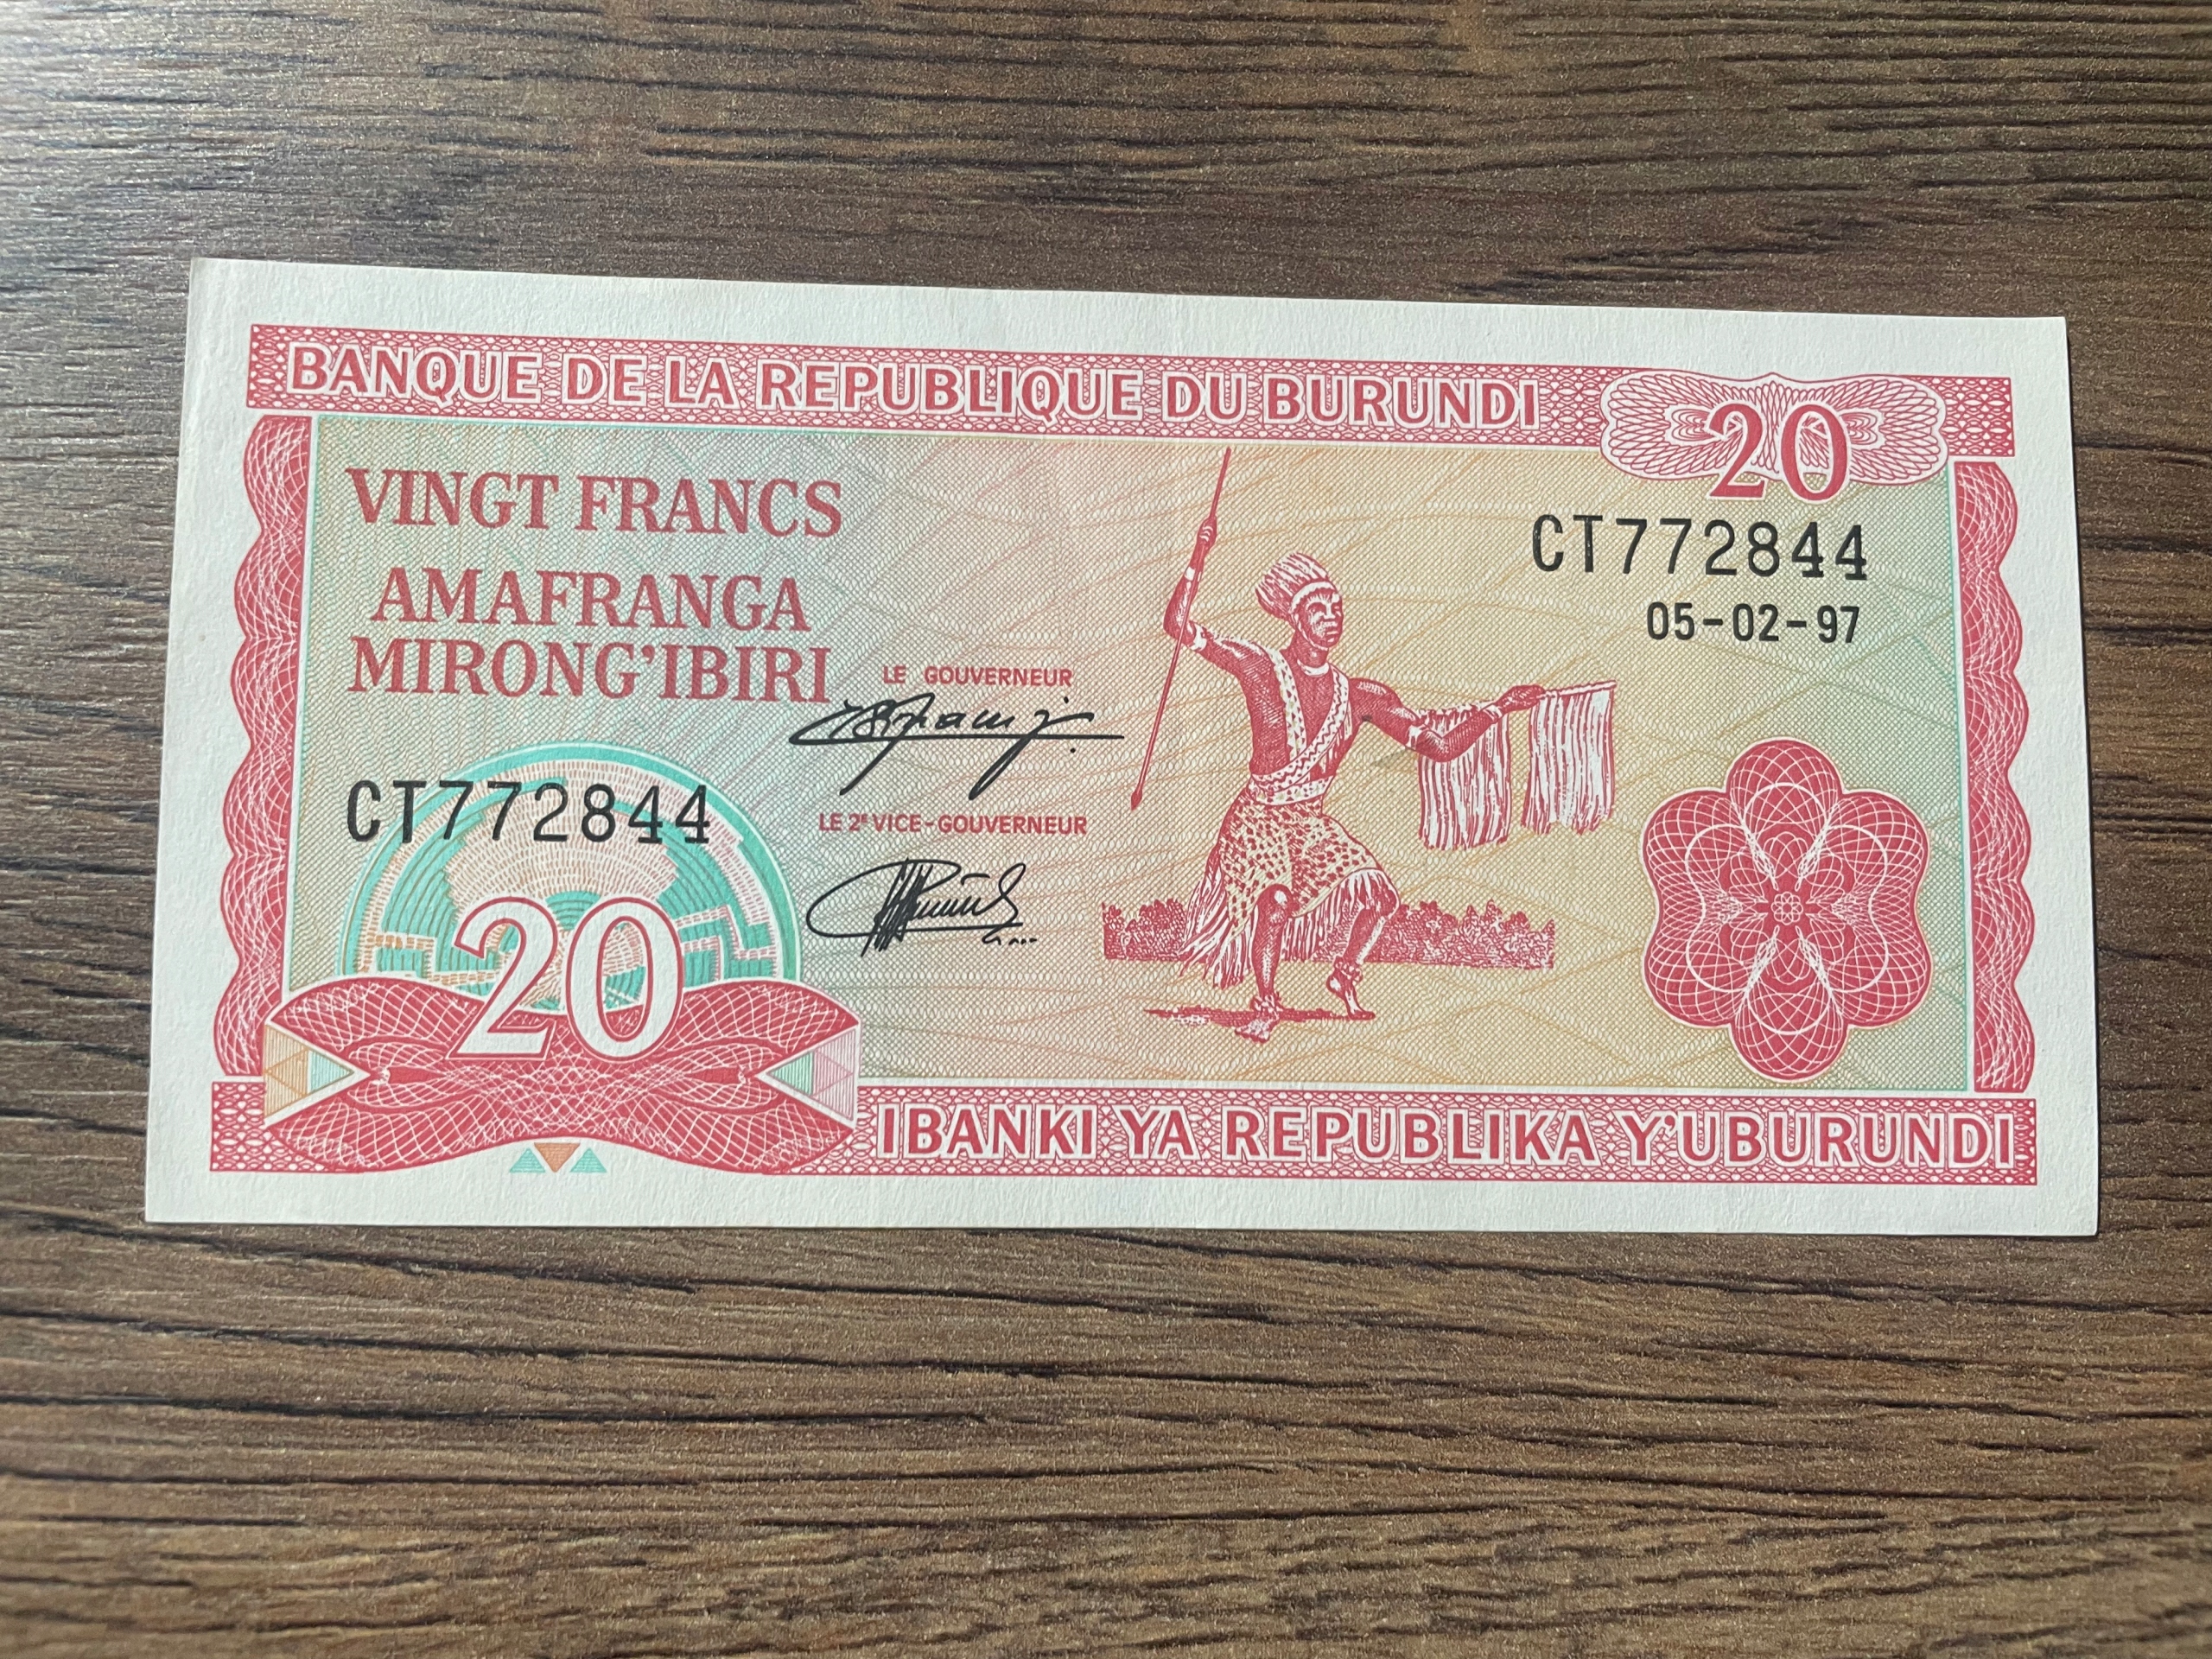 BANQUE DE LA REPUBLIQUE DU BURUNDI
20
VINGT FRANCS
CT772844
AMAFRANGA
MIRONG'IBIRI
05-02-97
LE GOUVERNEUR
CT772844
LE 2E VICE-GOUVERNEUR
20
IBANKI YA REPUBLIKA Y'UBURUNDI